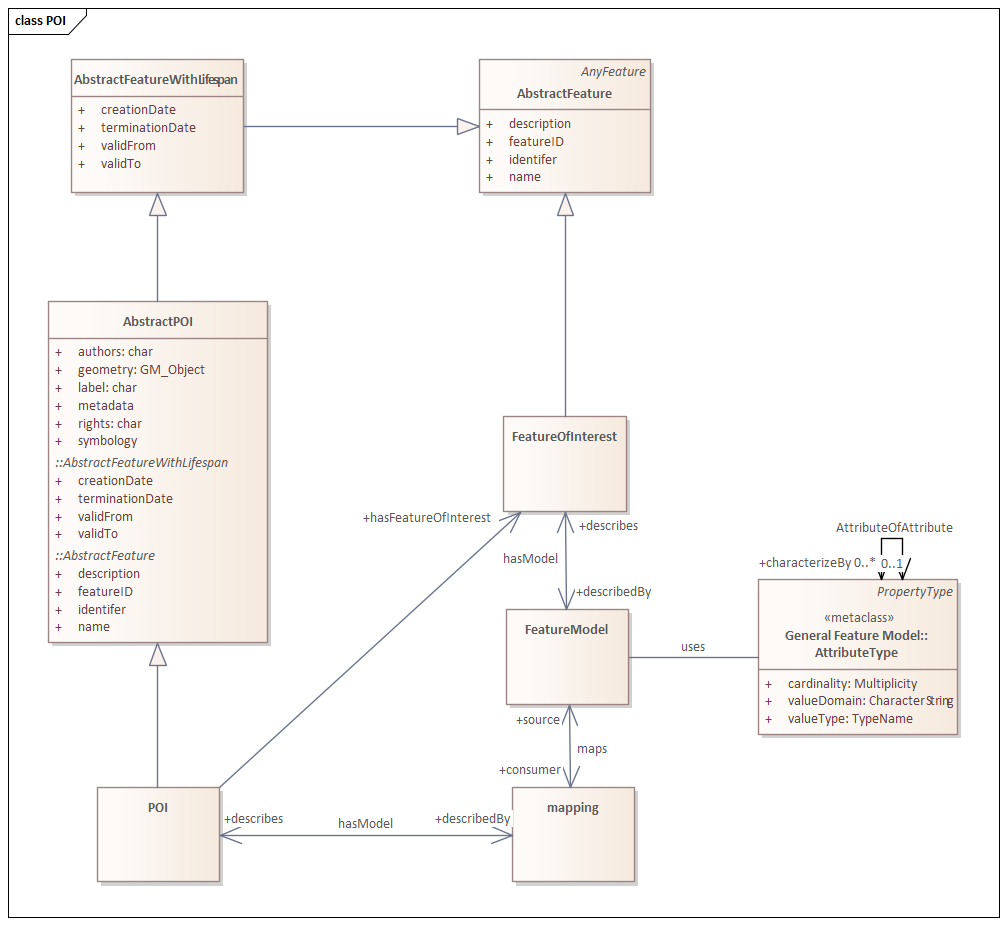 class POI
AbstractFeatureWithLifespan
+ creationDate
+ terminationDate
+ validFrom
+ validTo
AnyFeature
AbstractFeature
+ description
+ featureID
+ identifer
+ name
AbstractPOI
+ authors: char
+ geometry: GM_Object
+ label: char
+ metadata
+ rights: char
+ symbology
::AbstractFeatureWithLifespan
+ creationDate
+ terminationDate
+ validFrom
+ validTo
::AbstractFeature
+ description
+ featureID
+ identifer
+ name
FeatureOfInterest
+hasFeatureOfInterest
+describes
hasModel
+describedBy
AttributeOfAttribute
+characterizeBy 0..* 0..1
PropertyType
«metaclass»
General Feature Model::
AttributeType
+ cardinality: Multiplicity
+ valueDomain: CharacterString
+ valueType: TypeName
FeatureModel
uses
+source
maps
+consumer
POI
+describes
hasModel
+describedBy
mapping